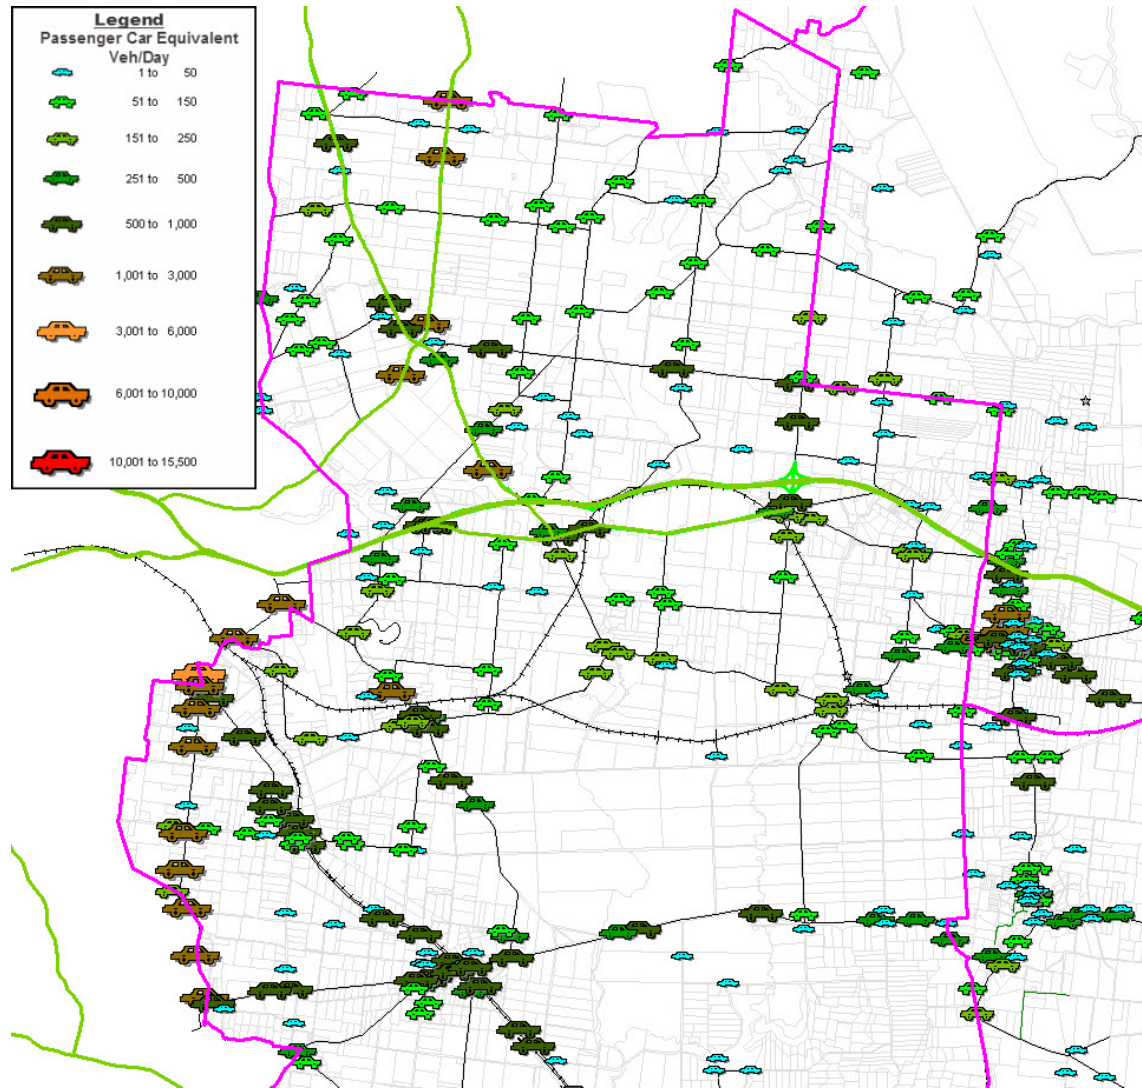 Legend
Passenger Car Equivalent
Veh/Day
1 to 50
51 to 150
151 to 250
251 to 500
500 to 1,000
1,001 to 3,000
3,001 to 6,000
6,001 to 10,000
10,001 to 15,500